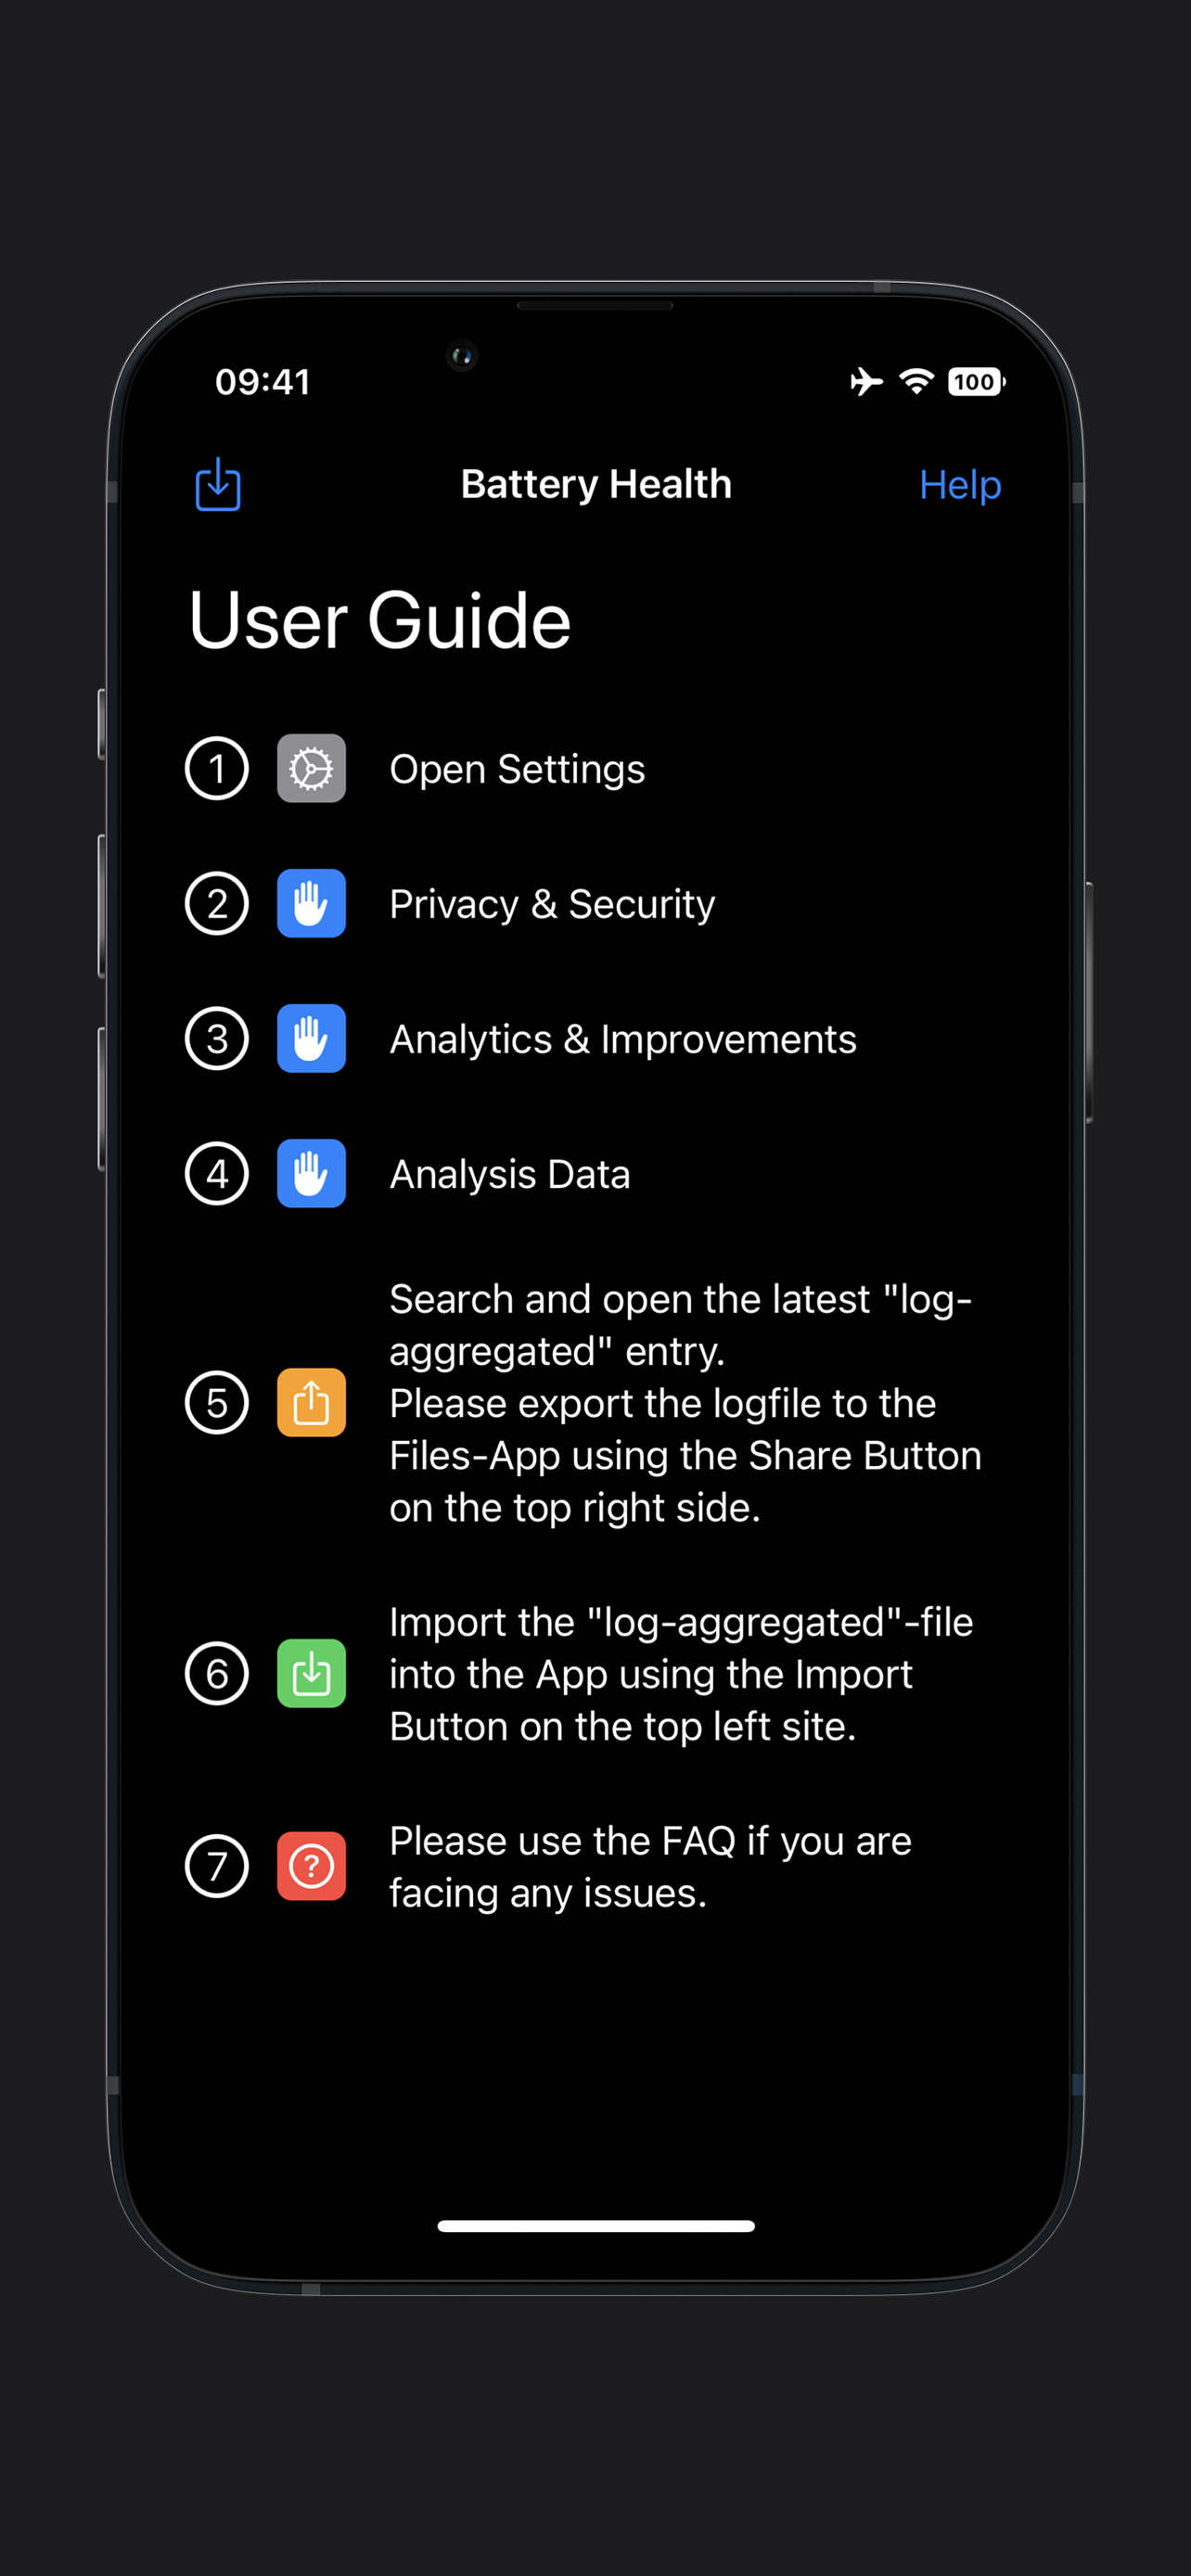 09:41
100
Battery Health
Help
User Guide
1
Open Settings
2
Privacy & Security
3
Analytics & Improvements
4
Analysis Data
5
Search and open the latest "log-
aggregated" entry.
Please export the logfile to the
Files-App using the Share Button
on the top right side.
6
Import the "log-aggregated"-file
into the App using the Import
Button on the top left site.
7
?
Please use the FAQ if you are
facing any issues.